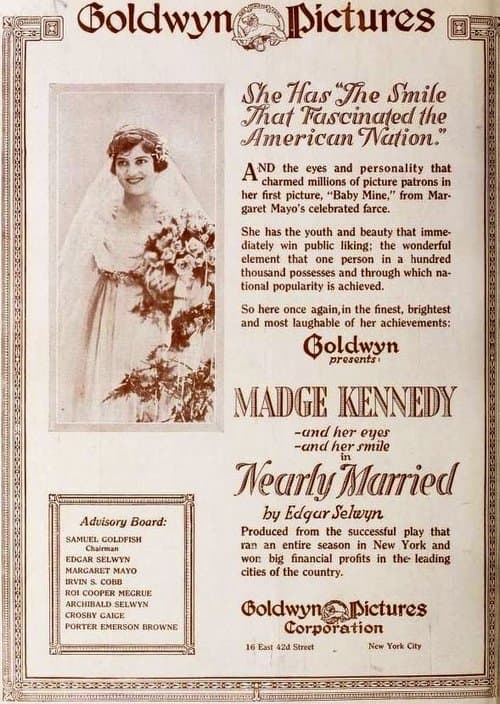 Goldwyn Pictures
She Has "The Smile
That Fascinated the
American Nation."
AND the eyes and personality that
charmed millions of picture patrons in
her first picture, "Baby Mine," from Mar-
garet Mayo's celebrated farce.
She has the youth and beauty that imme-
diately win public liking; the wonderful
element that one person in a hundred
thousand possesses and through which na-
tional popularity is achieved.
So here once again, in the finest, brightest
and most laughable of her achievements:
Goldwyn
presents:
MADGE KENNEDY
-and her eyes
-and her smile
in
Nearly Married
by Edgar Selwyn
Produced from the successful play that
ran an entire season in New York and
won big financial profits in the leading
cities of the country.
Goldwyn Pictures
Corporation
16 East 42d Street New York City
Advisory Board:
SAMUEL GOLDFISH
Chairman
EDGAR SELWYN
MARGARET MAYO
IRVIN S. COBB
ROI COOPER MEGRUE
ARCHIBALD SELWYN
CROSBY GAIGE
PORTER EMERSON BROWNE